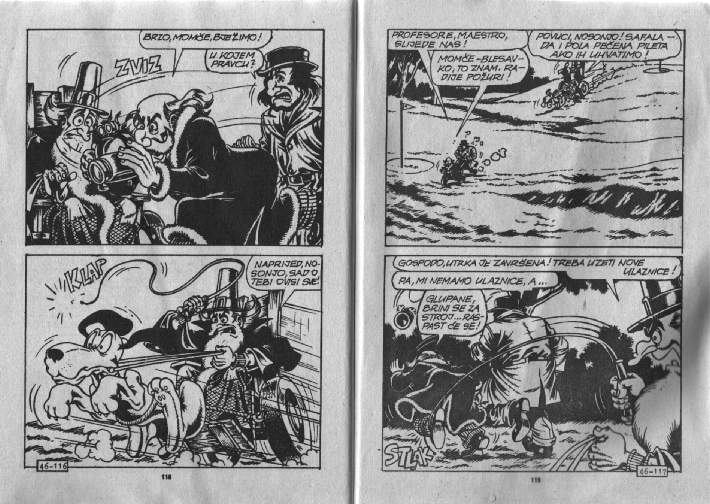 BRZO, MOMČE, BJEŽIMO!
U KOJEM
PRAVCU?
ZVIZ
KLAP
NAPRIJED, NO-
SONJO, SAD O
TEBI OVISI SVE!
46-116
118
PROFESORE, MAESTRO,
SLIJEDE NAS!
MOMČE-BLESAV-
KO, TO ZNAM. RA-
DIJE POŽURI!
POVUCI, NOSONJO! SAFALA-
DA I POLA PEČENA PILETA
AKO IH UHVATIMO!
GOSPODO, UTRKA JE ZAVRŠENA! TREBA UZETI NOVE
ULAZNICE!
PA, MI NEMAMO ULAZNICE, A...
GLUPANE,
BRINI SE ZA
STROJ... RAS-
PAST ĆE SE!
46-117
119